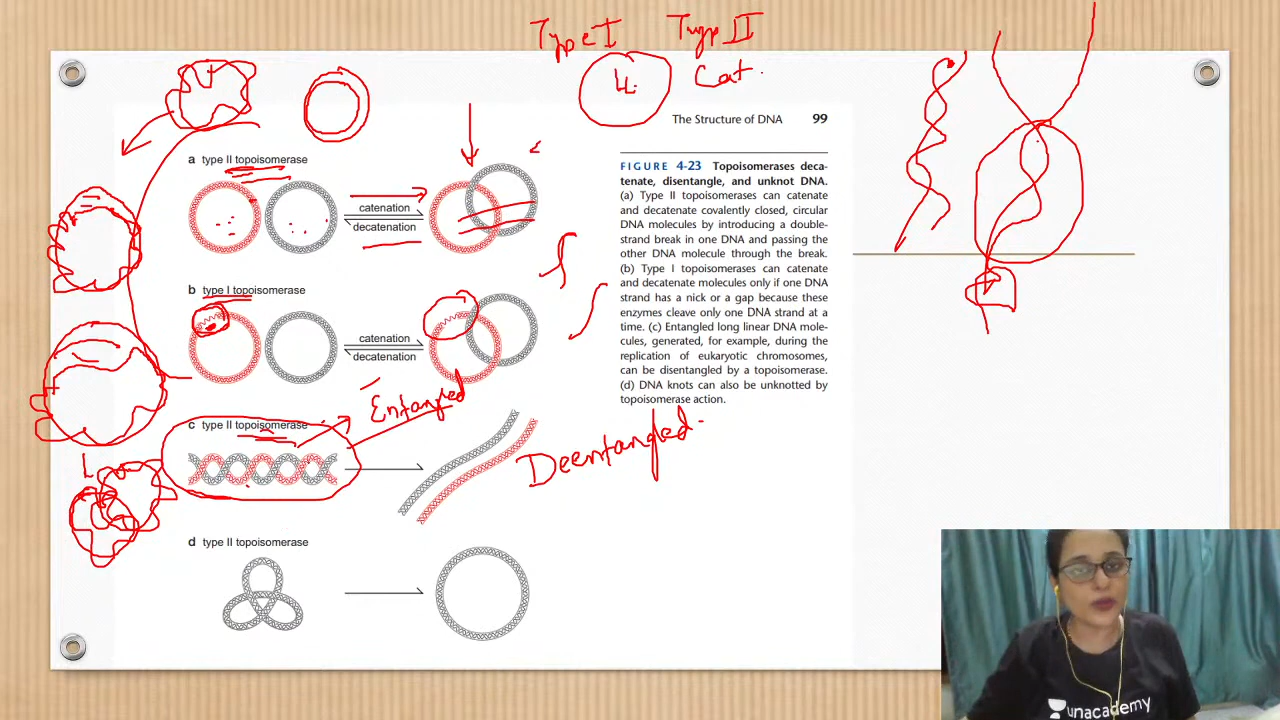 Type I Type II
4.
Cat.
The Structure of DNA 99
a type II topoisomerase
catenation
decatenation
b type I topoisomerase
catenation
decatenation
Entangled
c type II topoisomerase
Deentangled
d type II topoisomerase
FIGURE 4-23 Topoisomerases deca-
tenate, disentangle, and unknot DNA.
(a) Type II topoisomerases can catenate
and decatenate covalently closed, circular
DNA molecules by introducing a double-
strand break in one DNA and passing the
other DNA molecule through the break.
(b) Type I topoisomerases can catenate
and decatenate molecules only if one DNA
strand has a nick or a gap because these
enzymes cleave only one DNA strand at a
time. (c) Entangled long linear DNA mole-
cules, generated, for example, during the
replication of eukaryotic chromosomes,
can be disentangled by a topoisomerase.
(d) DNA knots can also be unknotted by
topoisomerase action.
unacademy